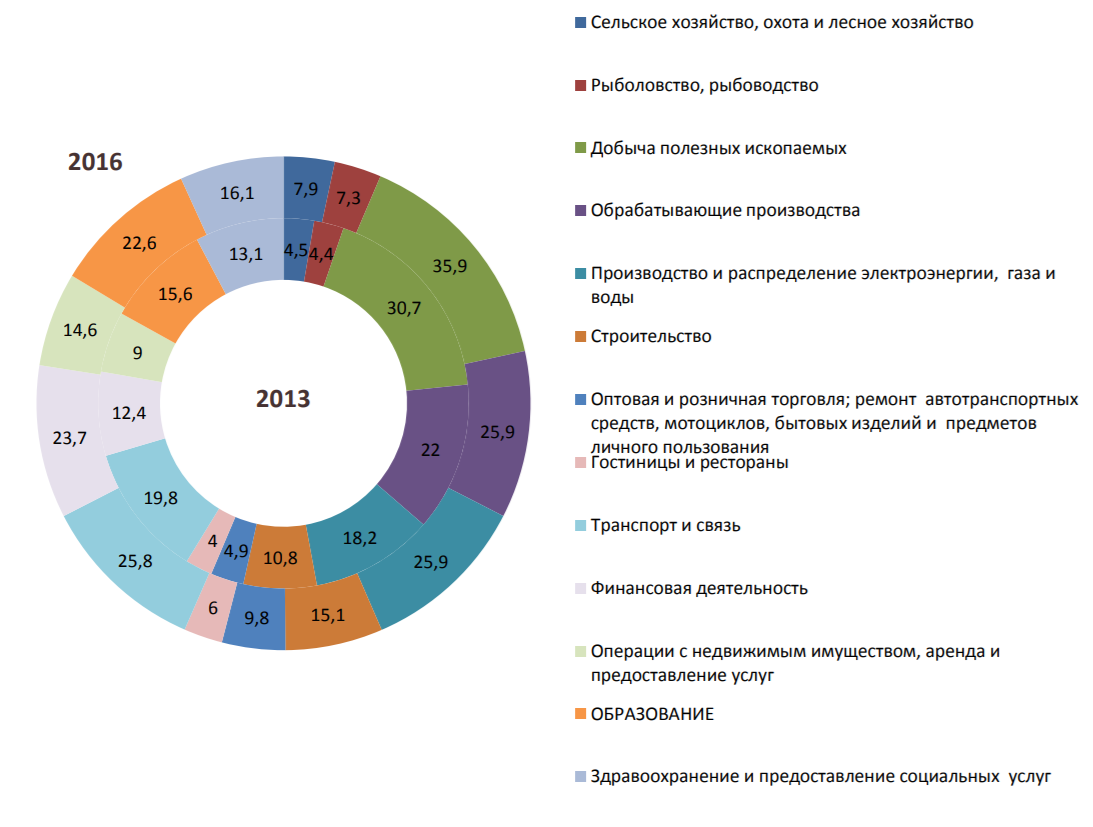 2016
7,9
7,3
35,9
25,9
25,9
15,1
9,8
6
25,8
23,7
14,6
22,6
16,1
2013
4,5
4,4
30,7
22
18,2
10,8
4,9
4
19,8
12,4
9
15,6
13,1
Сельское хозяйство, охота и лесное хозяйство
Рыболовство, рыбоводство
Добыча полезных ископаемых
Обрабатывающие производства
Производство и распределение электроэнергии, газа и
воды
Строительство
Оптовая и розничная торговля; ремонт автотранспортных
средств, мотоциклов, бытовых изделий и предметов
личного пользования
Гостиницы и рестораны
Транспорт и связь
Финансовая деятельность
Операции с недвижимым имуществом, аренда и
предоставление услуг
ОБРАЗОВАНИЕ
Здравоохранение и предоставление социальных услуг